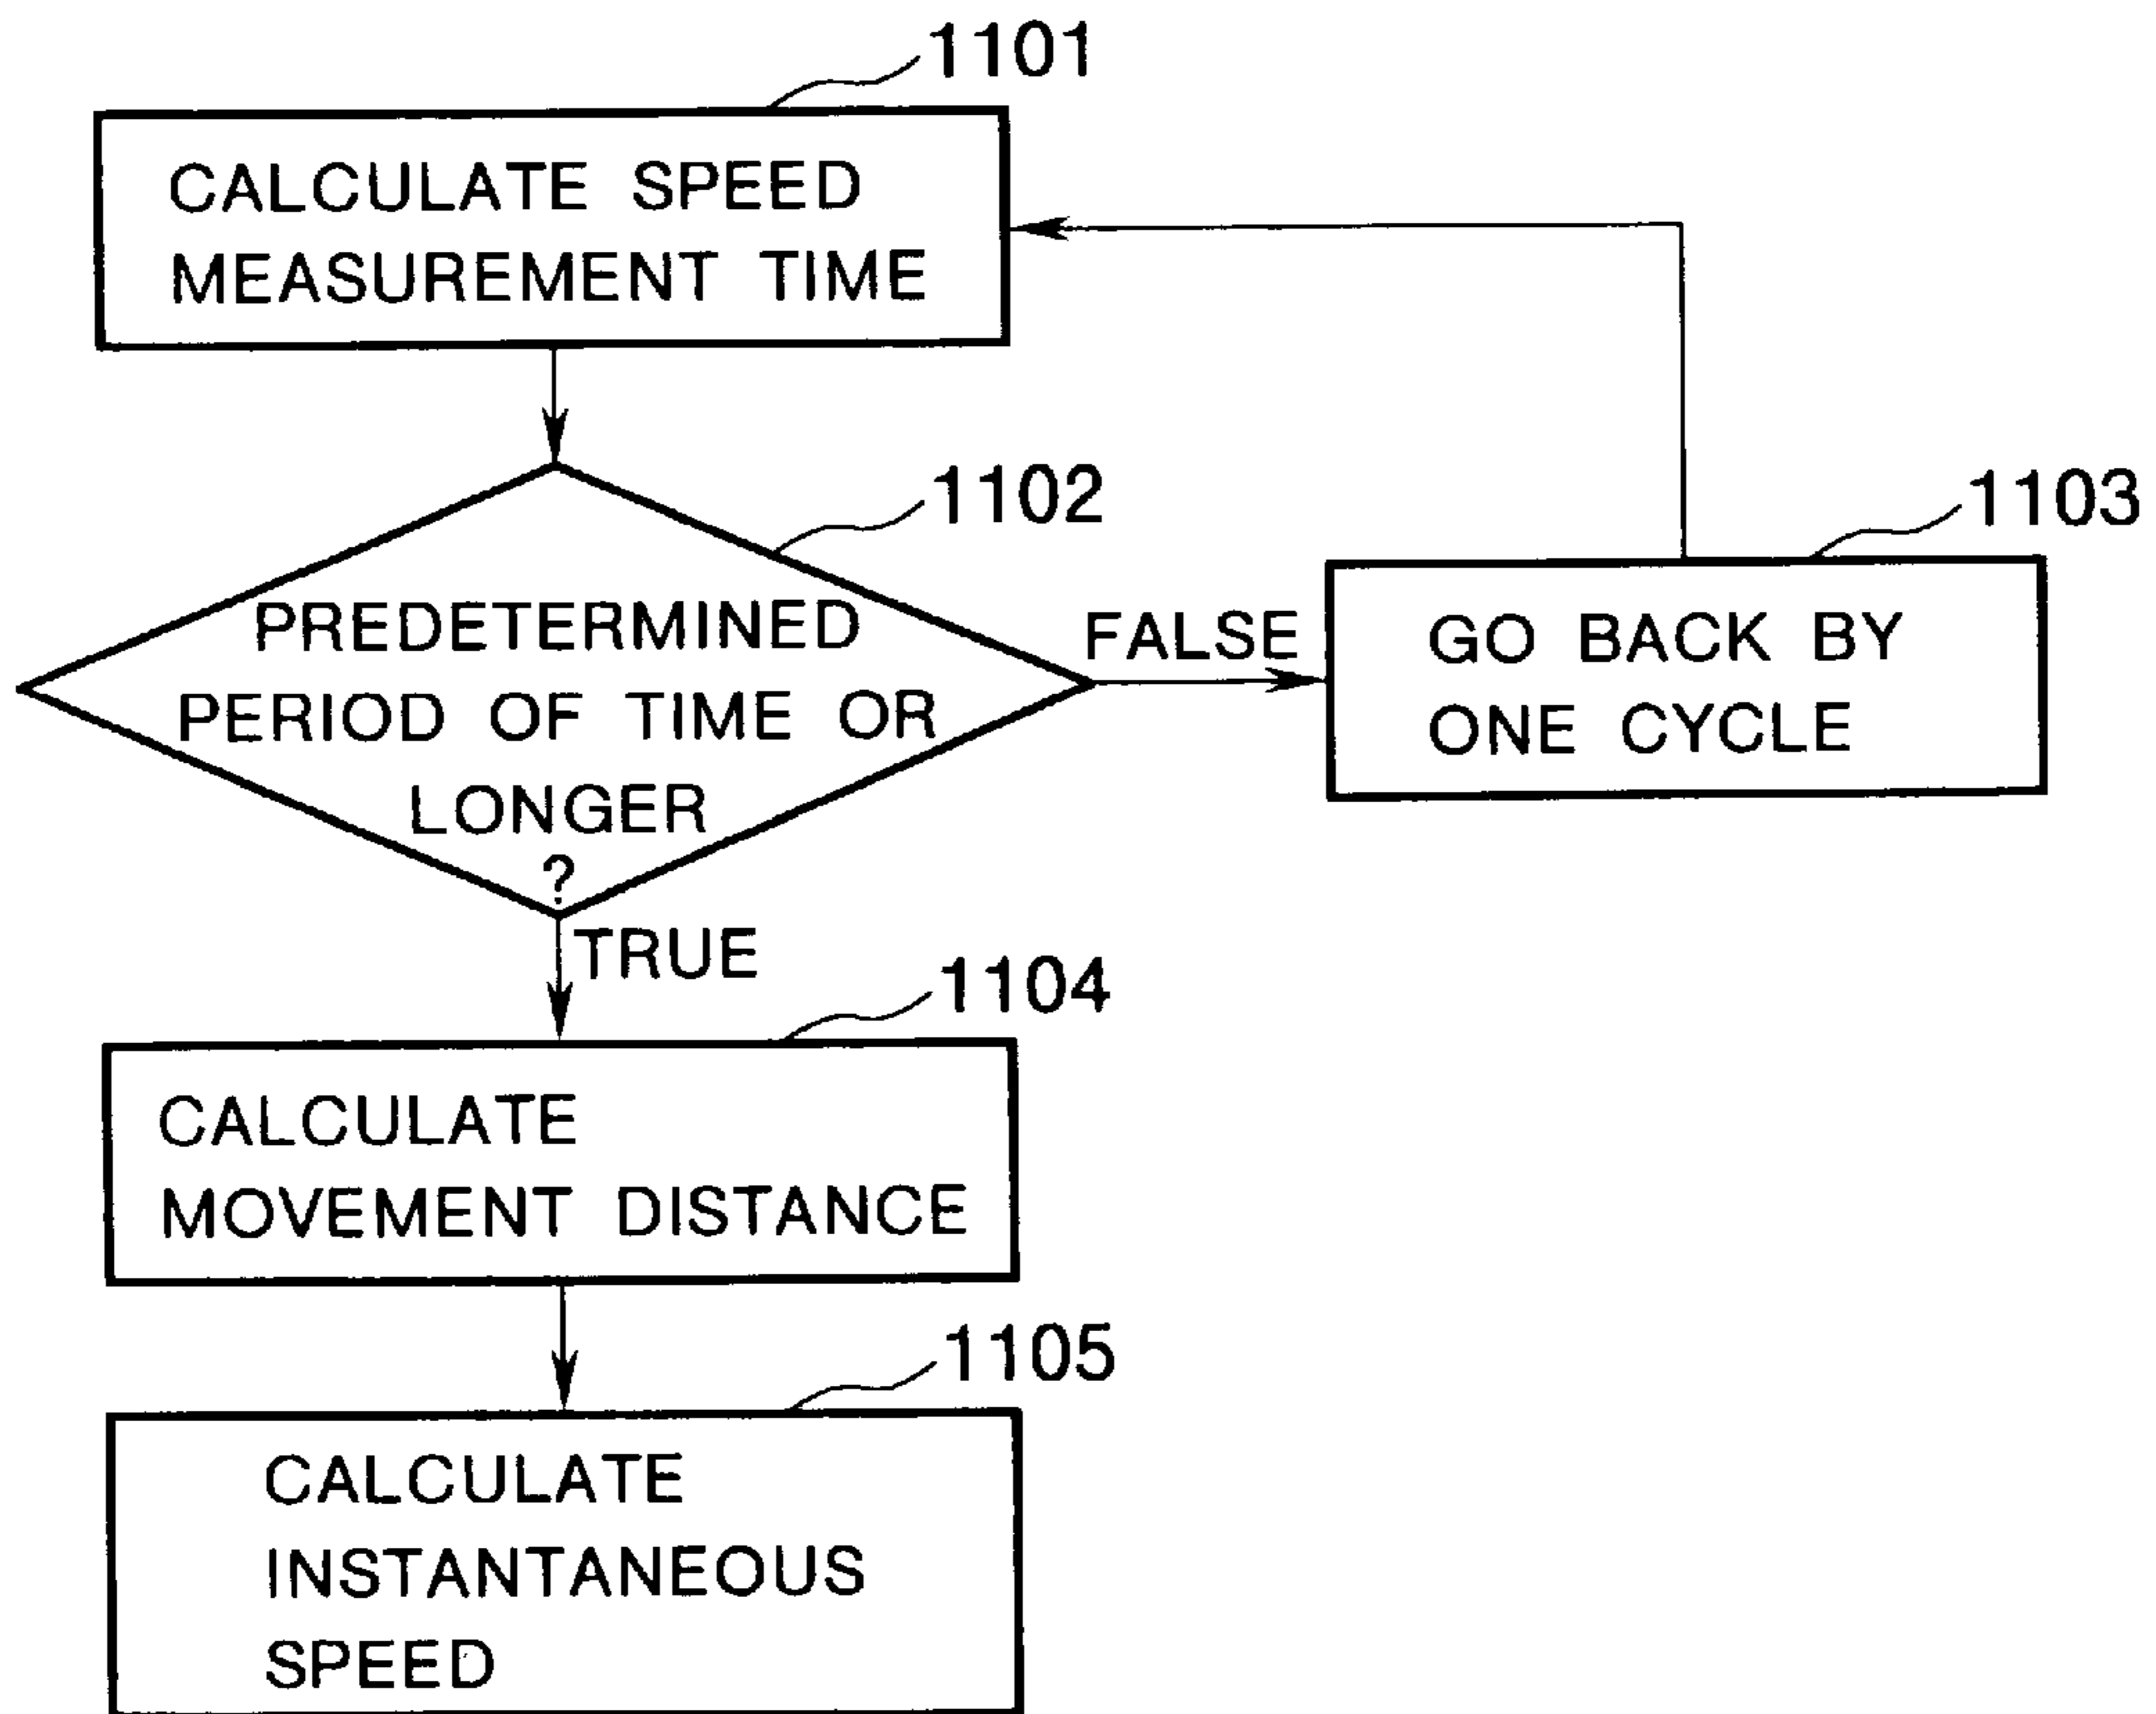 1101
CALCULATE SPEED
MEASUREMENT TIME
1102
PREDETERMINED
PERIOD OF TIME OR
LONGER
?
FALSE
1103
GO BACK BY
ONE CYCLE
TRUE
1104
CALCULATE
MOVEMENT DISTANCE
1105
CALCULATE
INSTANTANEOUS
SPEED